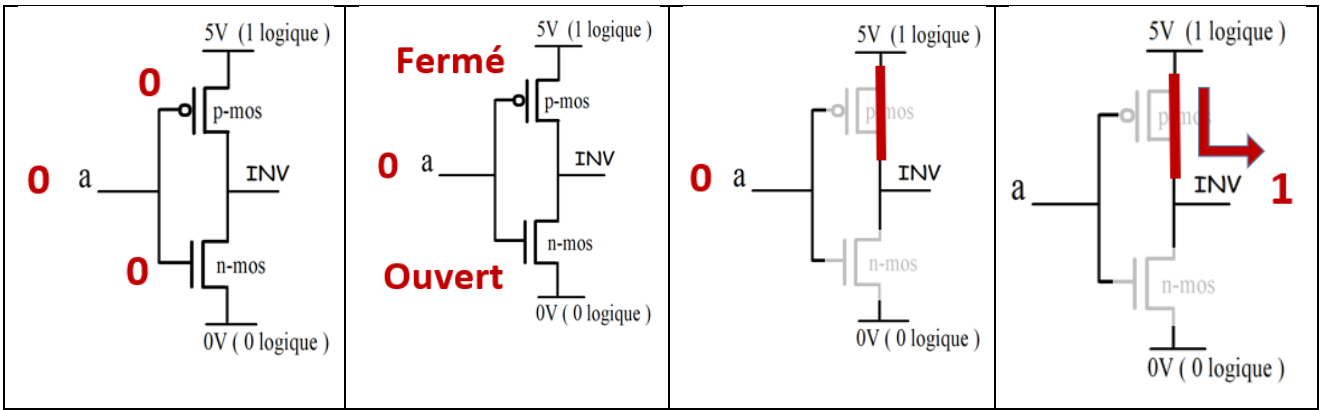 5V (1 logique )
0
p-mos
0 a
INV
0
n-mos
0V ( 0 logique )
5V (1 logique )
Fermé
p-mos
0 a
INV
n-mos
Ouvert
0V ( 0 logique )
5V (1 logique )
p-mos
0 a
INV
n-mos
0V ( 0 logique )
5V (1 logique )
p-mos
a
INV
1
n-mos
0V ( 0 logique )